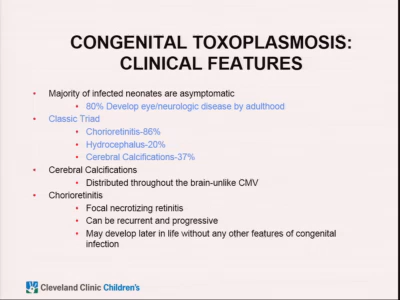 CONGENITAL TOXOPLASMOSIS:
CLINICAL FEATURES
• Majority of infected neonates are asymptomatic
• 80% Develop eye/neurologic disease by adulthood
• Classic Triad
• Chorioretinitis-86%
• Hydrocephalus-20%
• Cerebral Calcifications-37%
• Cerebral Calcifications
• Distributed throughout the brain-unlike CMV
• Chorioretinitis
• Focal necrotizing retinitis
• Can be recurrent and progressive
• May develop later in life without any other features of congenital
infection
Cleveland Clinic Children's